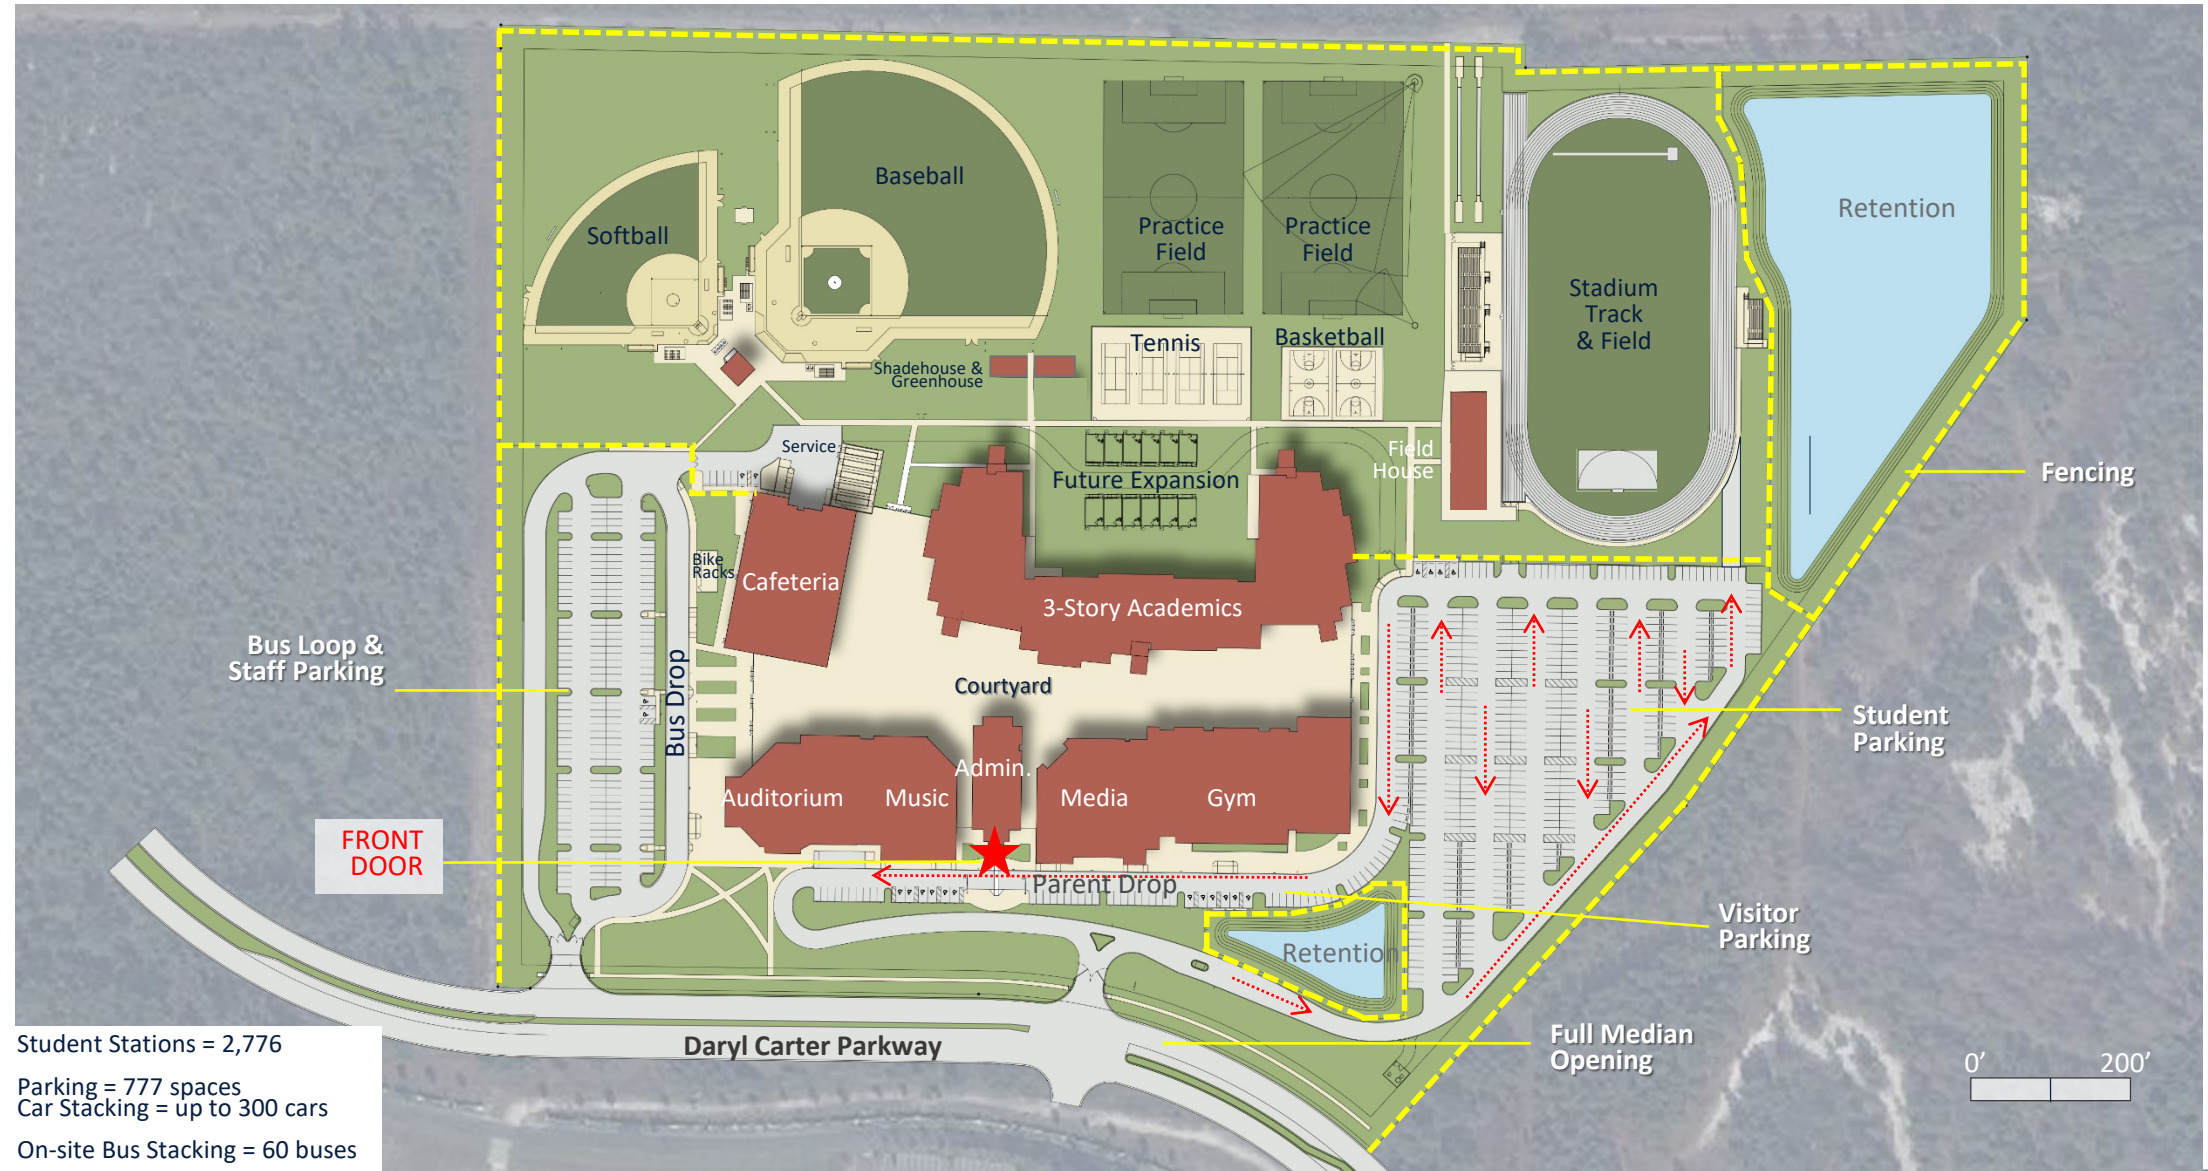 Baseball
Softball
Practice
Field
Practice
Field
Retention
Stadium
Track
& Field
Tennis
Basketball
Shadehouse &
Greenhouse
Service
Field
House
Future Expansion
Fencing
Bike
Racks
Cafeteria
3-Story Academics
Bus Loop &
Staff Parking
Bus Drop
Courtyard
Student
Parking
Admin.
Auditorium
Music
Media
Gym
FRONT
DOOR
Parent Drop
Visitor
Parking
Retention
Full Median
Opening
Daryl Carter Parkway
Student Stations = 2,776
Parking = 777 spaces
Car Stacking = up to 300 cars
On-site Bus Stacking = 60 buses
0’ 200’